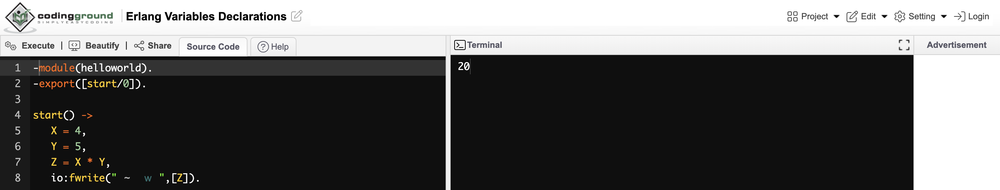 codingground
SIMPLYEASYCODING
Erlang Variables Declarations
Project
Edit
Setting
Login
Execute | Beautify | Share
Source Code
Help
1 -module(helloworld).
2 -export([start/0]).
3
4 start() ->
5    X = 4,
6    Y = 5,
7    Z = X * Y,
8    io:fwrite(" ~  w ",[Z]).
Terminal
20
Advertisement